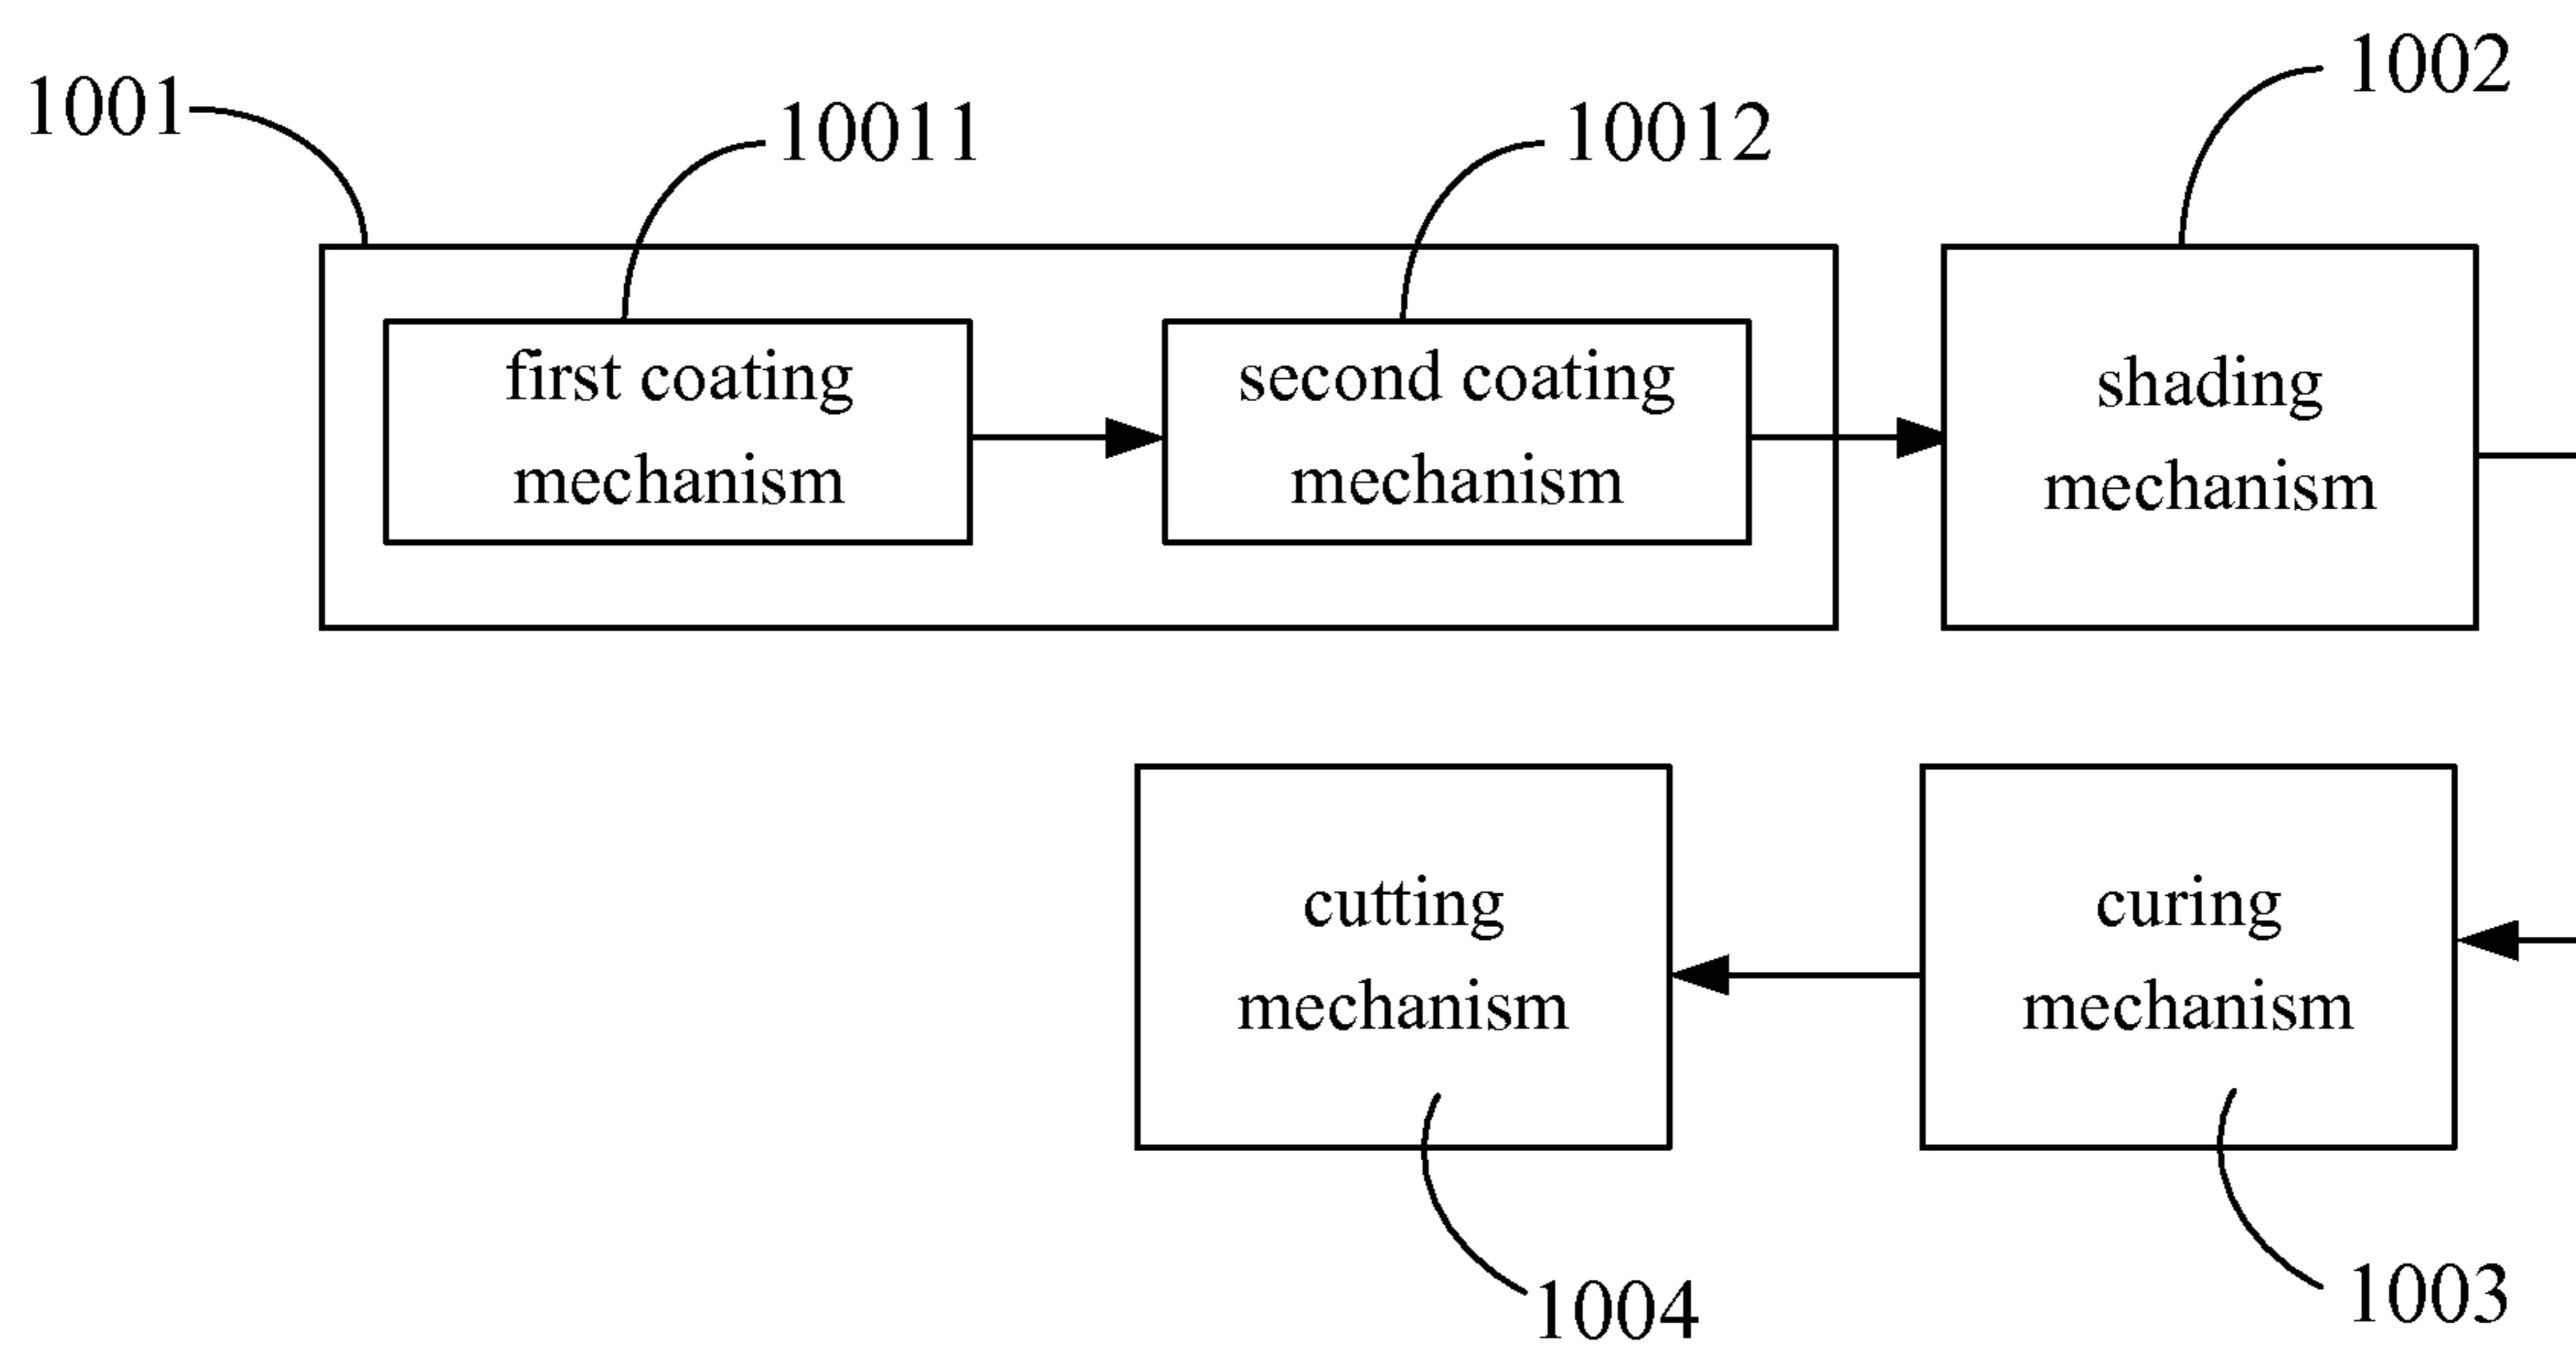 1001
10011
10012
1002
first coating
mechanism
second coating
mechanism
shading
mechanism
cutting
mechanism
curing
mechanism
1004
1003